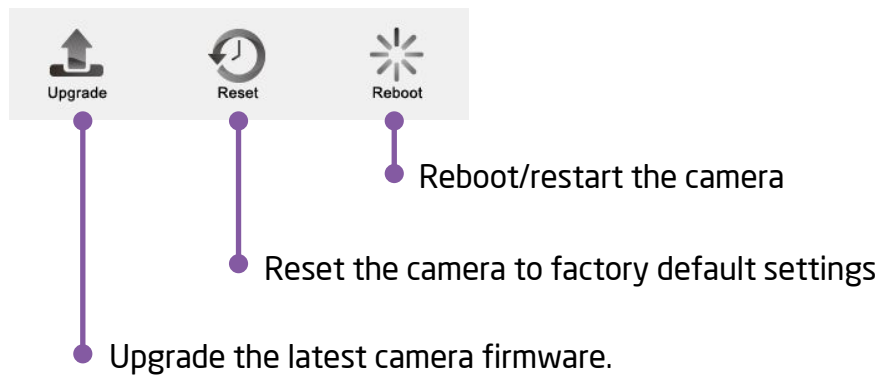 Upgrade Reset Reboot
Reboot/restart the camera
Reset the camera to factory default settings
Upgrade the latest camera firmware.